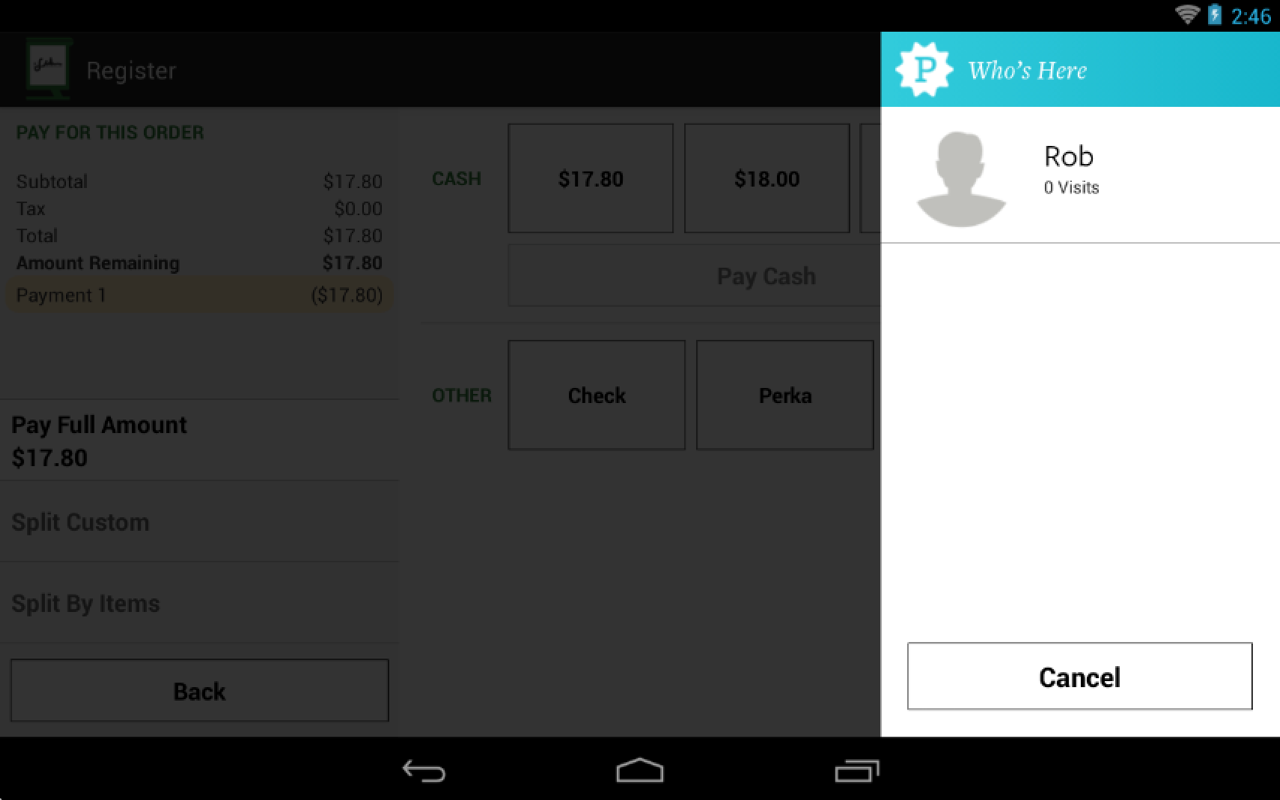 2:46
Register
P Who's Here
PAY FOR THIS ORDER
Subtotal $17.80
Tax $0.00
Total $17.80
Amount Remaining $17.80
Payment 1 ($17.80)
Pay Full Amount
$17.80
Split Custom
Split By Items
Back
CASH $17.80 $18.00
Pay Cash
OTHER Check Perka
Rob
0 Visits
Cancel